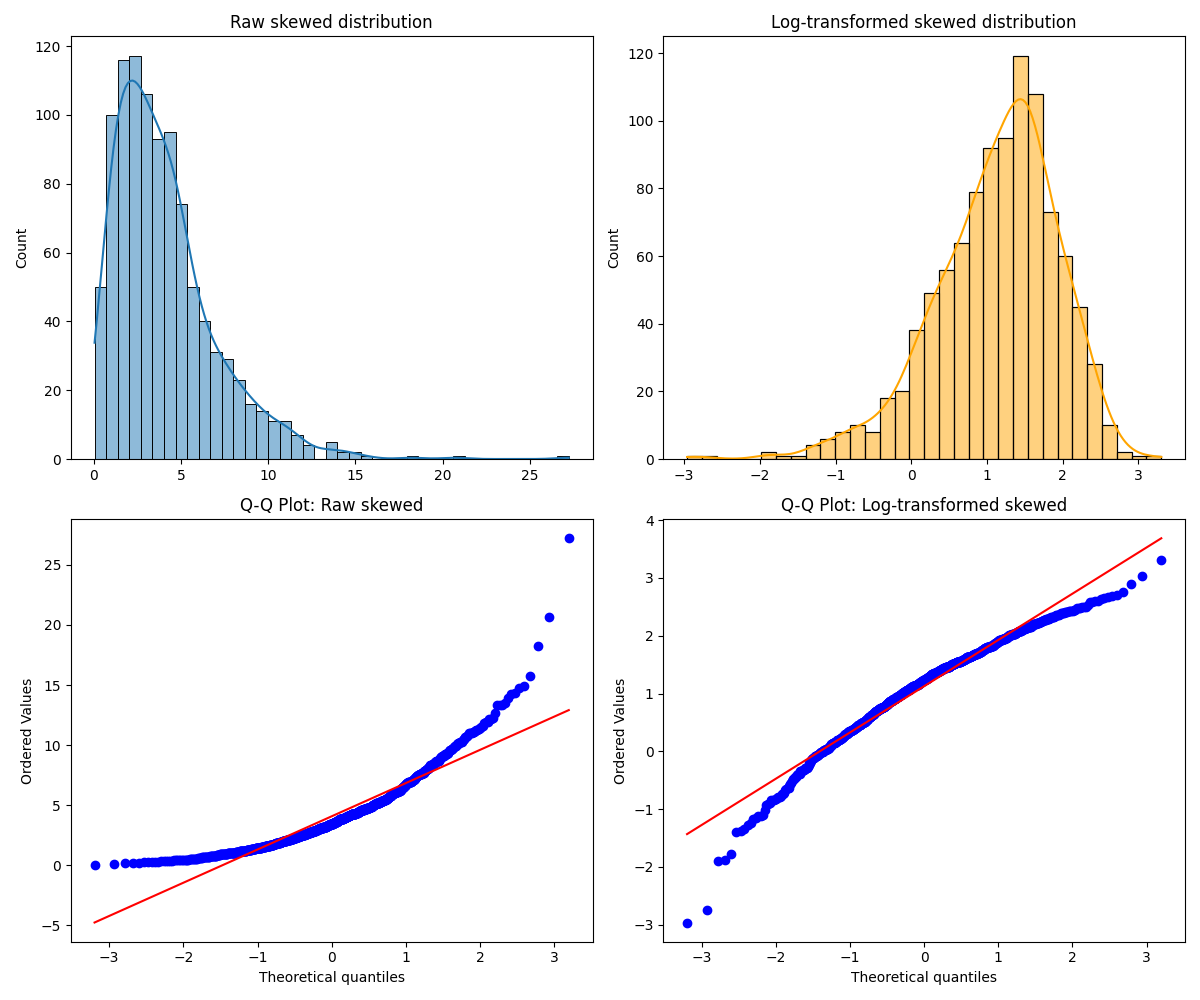 Raw skewed distribution
120
100
80
60
40
20
0
Count
0 5 10 15 20 25
Log-transformed skewed distribution
120
100
80
60
40
20
0
Count
−3 −2 −1 0 1 2 3
Q-Q Plot: Raw skewed
25
20
15
10
5
0
−5
Ordered Values
−3 −2 −1 0 1 2 3
Theoretical quantiles
Q-Q Plot: Log-transformed skewed
4
3
2
1
0
−1
−2
−3
Ordered Values
−3 −2 −1 0 1 2 3
Theoretical quantiles